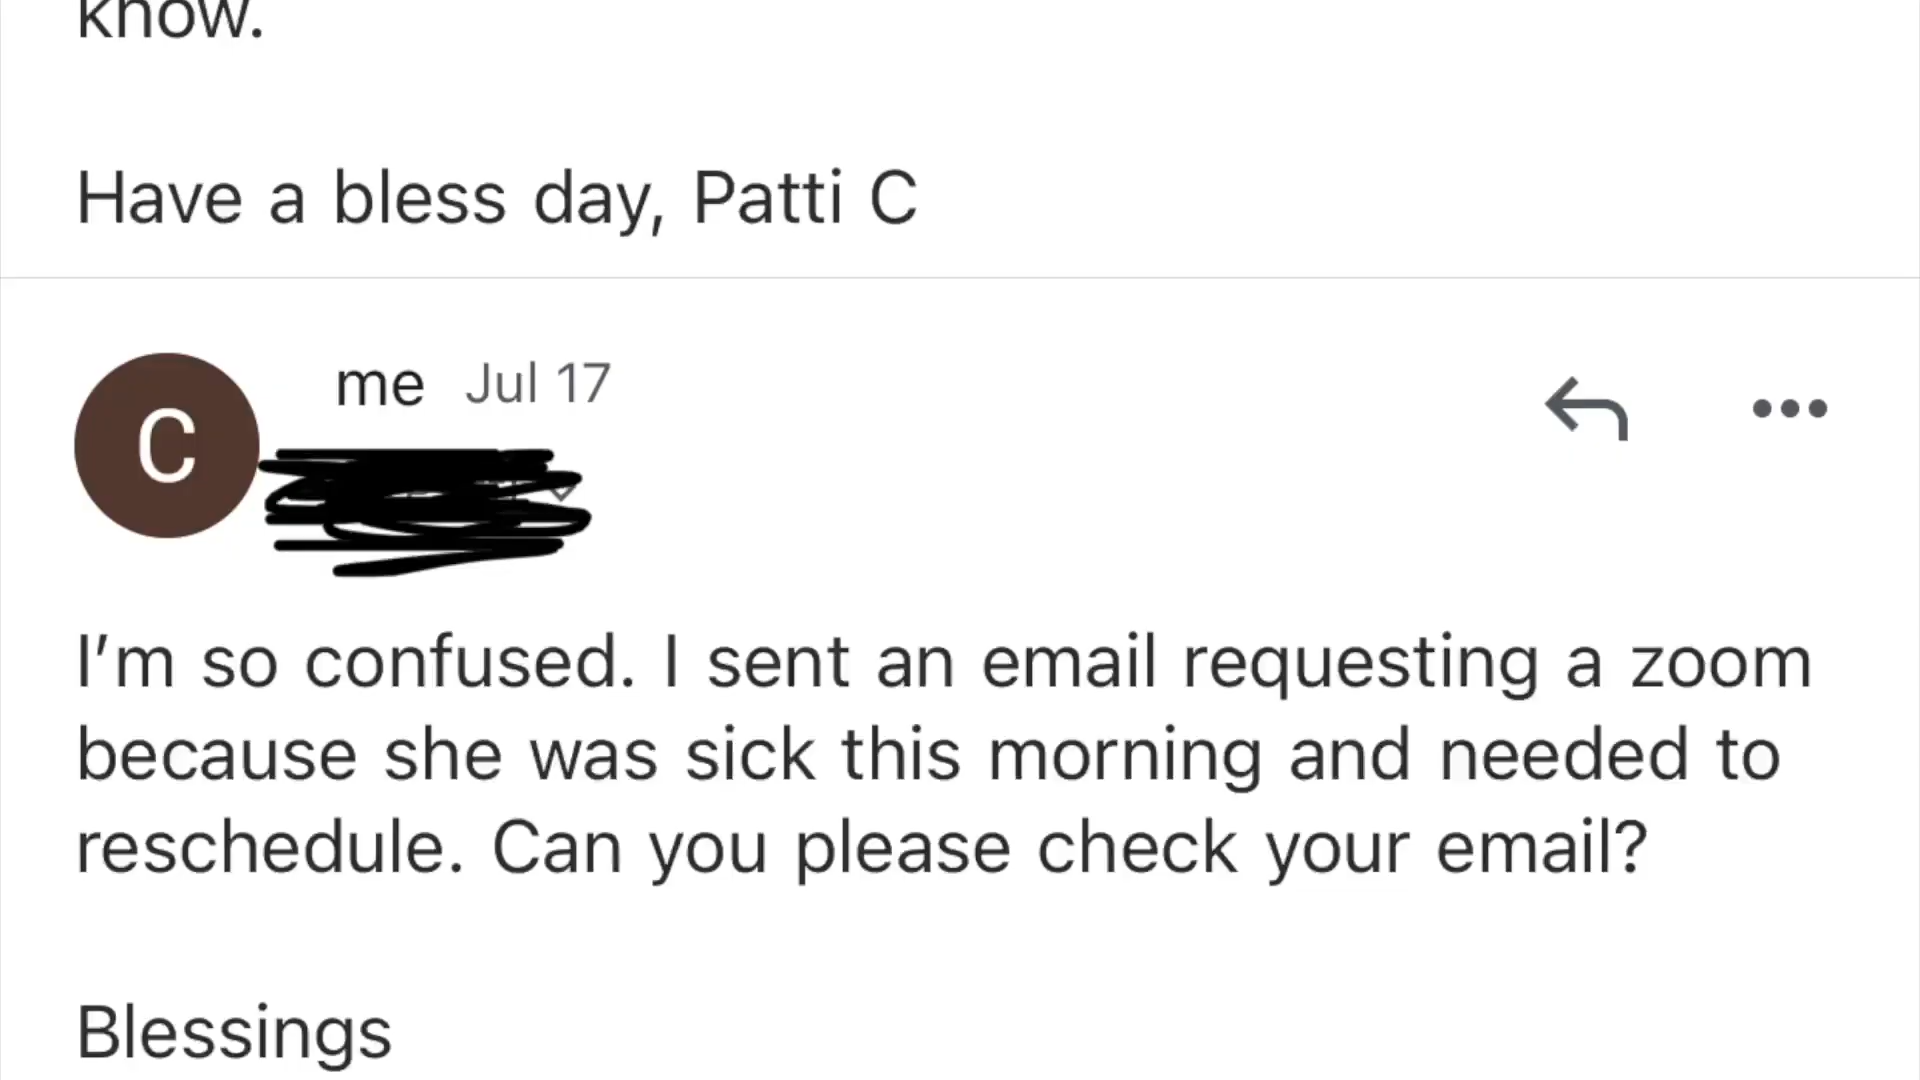 know.
Have a bless day, Patti C
C
me Jul 17
I'm so confused. I sent an email requesting a zoom
because she was sick this morning and needed to
reschedule. Can you please check your email?
Blessings